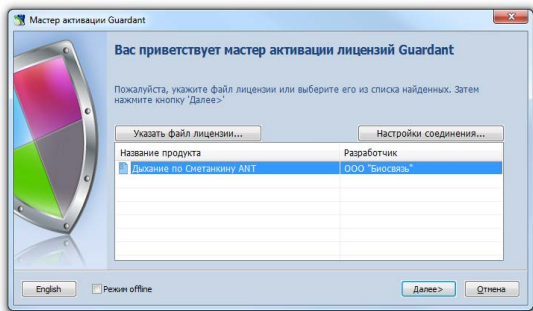 Мастер активации Guardant
Вас приветствует мастер активации лицензий Guardant
Пожалуйста, укажите файл лицензии или выберите его из списка найденных. Затем
нажмите кнопку 'Далее>'
Указать файл лицензии... Настройки соединения...
Название продукта Разработчик
Дыхание по Сметанкину ANT ООО "Биосвязь"
English Режим offline Далее> Отмена